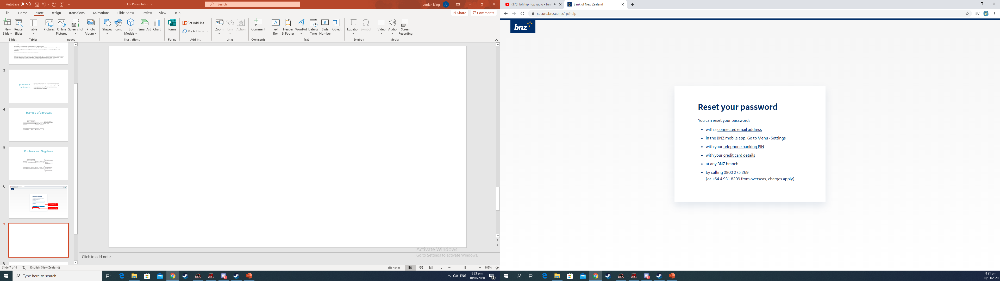 AutoSave Off
C1T2 Presentation
Search
Jordan laing
JL
File Home Insert Design Transitions Animations Slide Show Review View Help
Share Comments
New Slide
Reuse Slides
Table
Pictures
Online Pictures
Screenshot
Photo Album
Shapes
Icons
3D Models
SmartArt
Chart
Forms
Get Add-ins
My Add-ins
Zoom
Link
Action
Comment
Text Box
Header & Footer
WordArt
Date & Time
Slide Number
Object
Equation
Symbol
Video
Audio
Screen Recording
Slides Tables Images Illustrations Forms Add-ins Links Comments Text Symbols Media
3
Optimise and
Automate
4
Example of a process
5
Positives and Negatives
6
7
8
Activate Windows
Go to Settings to activate Windows.
Click to add notes
Slide 7 of 8 English (New Zealand)
Notes
108%
Type here to search
ENG
8:21 pm
10/03/2020
2
(375) lofi hip hop radio - bea
Bank of New Zealand
secure.bnz.co.nz/rp/help
bnz
Reset your password
You can reset your password:
• with a connected email address
• in the BNZ mobile app. Go to Menu › Settings
• with your telephone banking PIN
• with your credit card details
• at any BNZ branch
• by calling 0800 275 269
(or +64 4 931 8209 from overseas, charges apply).
8:21 pm
10/03/2020